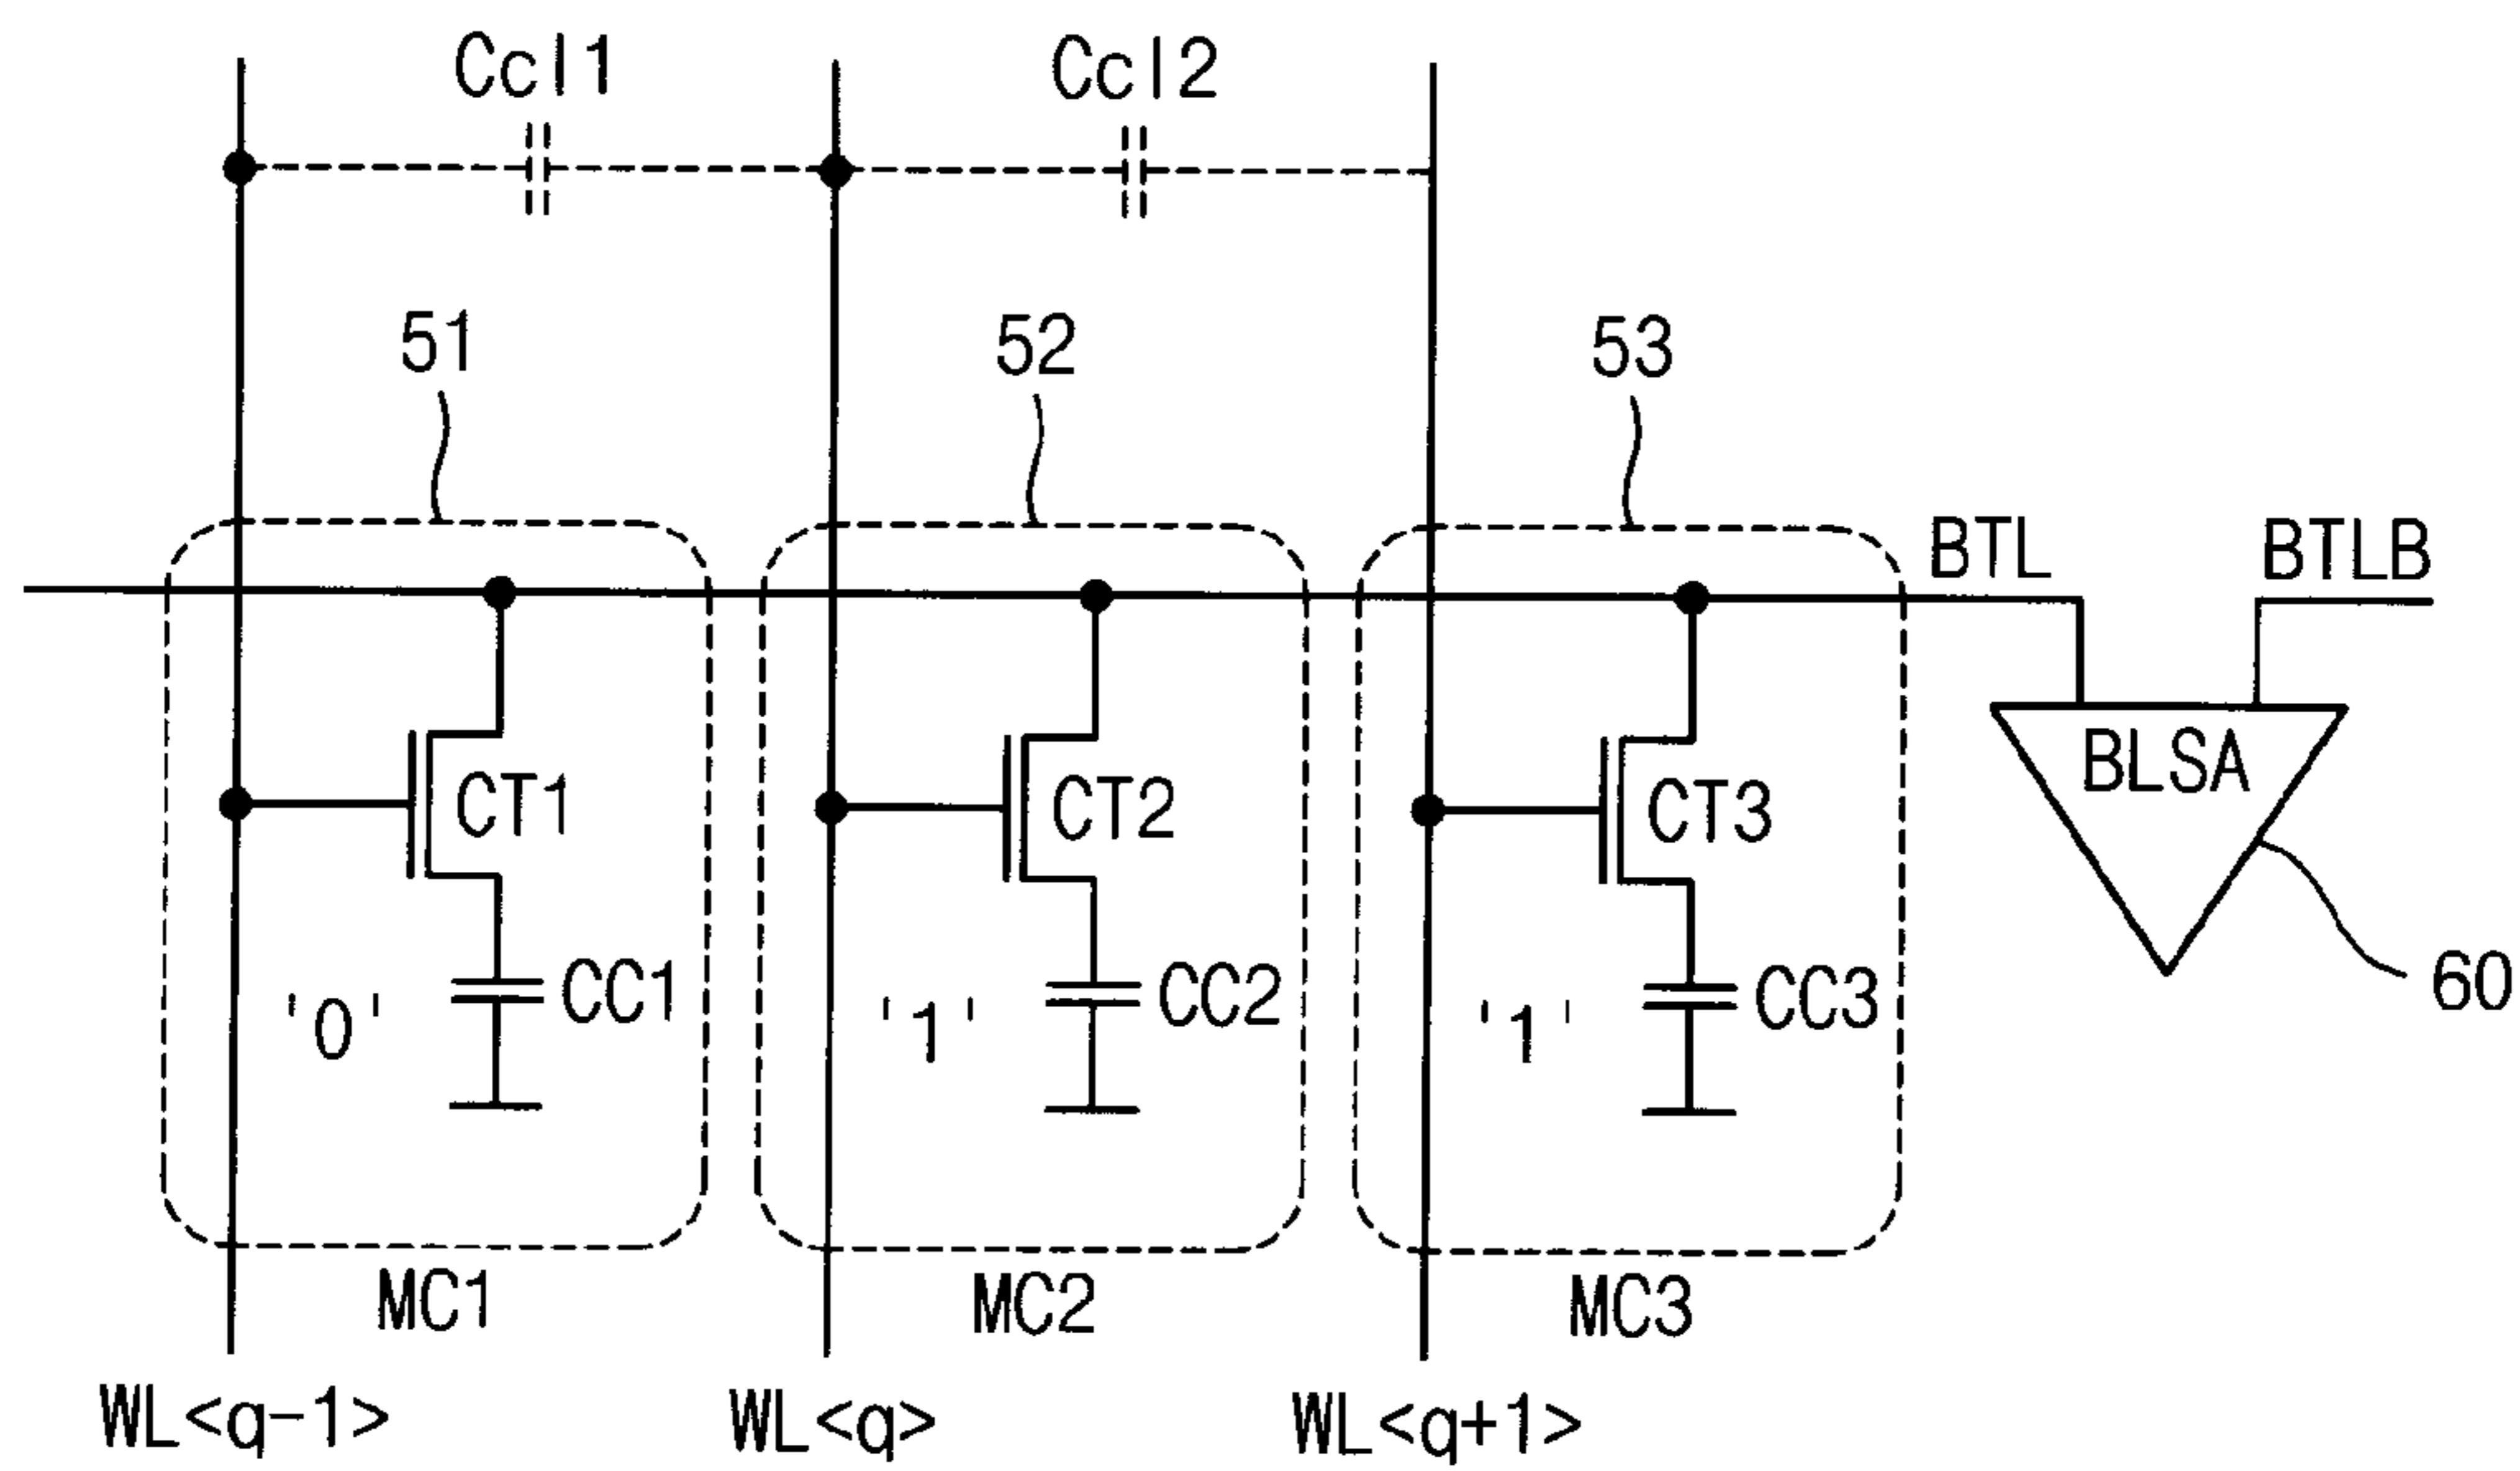 Ccl1
Ccl2
51
52
53
BTL
BTLB
BLSA
CT1
CT2
CT3
60
CC1
CC2
CC3
'0'
'1'
'1'
MC1
MC2
MC3
WL<q-1>
WL<q>
WL<q+1>